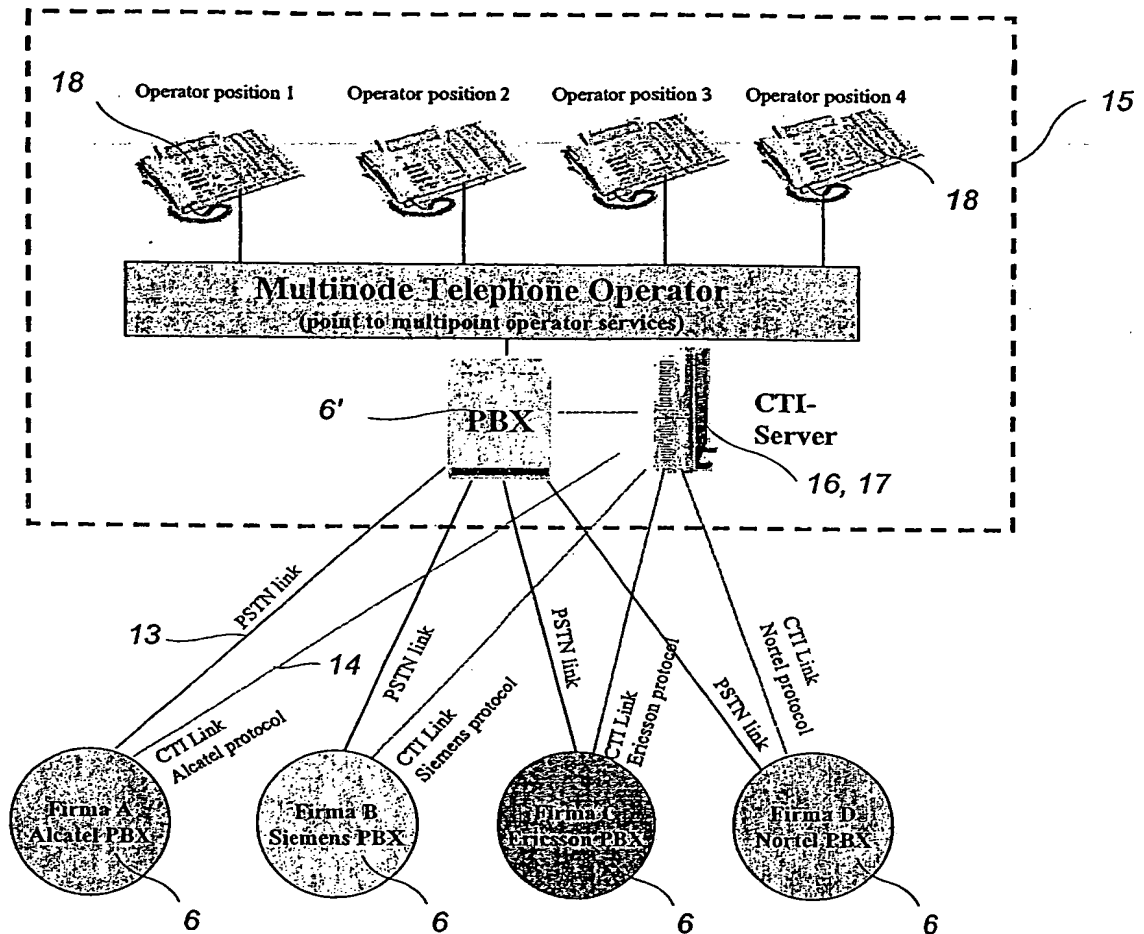 18
Operator position 1
Operator position 2
Operator position 3
Operator position 4
15
18
Multinode Telephone Operator
(point to multipoint operator services)
6'
PBX
CTI-
Server
16, 17
13
PSTN link
14
CTI Link
Alcatel protocol
PSTN link
CTI Link
Siemens protocol
PSTN link
CTI Link
Ericsson protocol
PSTN link
CTI Link
Nortel protocol
Firma A
Alcatel PBX
Firma B
Siemens PBX
Firma C
Ericsson PBX
Firma D
Nortel PBX
6
6
6
6